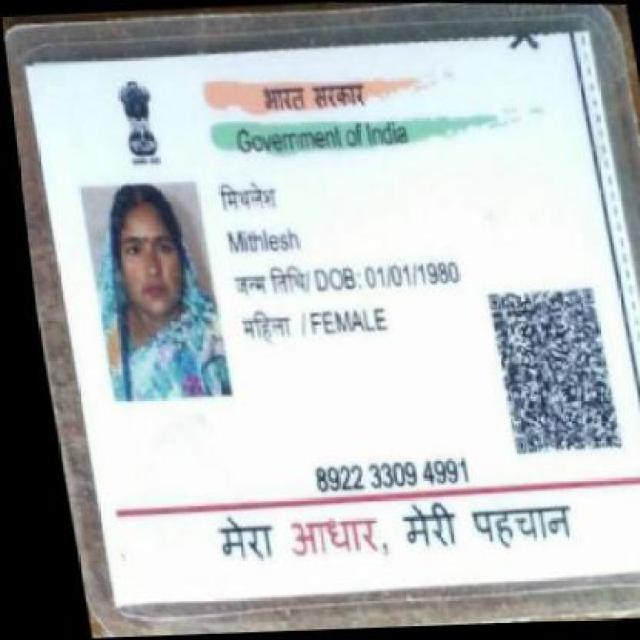 भारत सरकार
Government of India
मिथलेश
Mithlesh
जन्म तिथि/ DOB: 01/01/1980
महिला / FEMALE
8922 3309 4991
मेरा आधार, मेरी पहचान